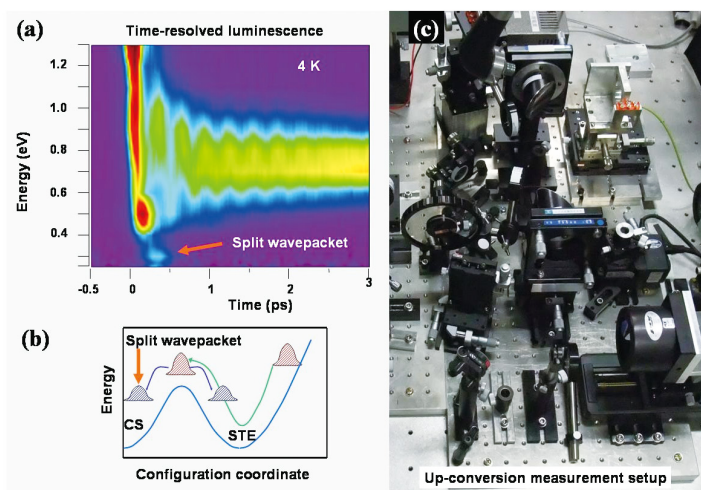 (a)
Time-resolved luminescence
4 K
Energy (eV)
1.2
1.0
0.8
0.6
0.4
Split wavepacket
-0.5 0 1 2 3
Time (ps)
(b)
Split wavepacket
Energy
CS
STE
Configuration coordinate
(c)
Up-conversion measurement setup